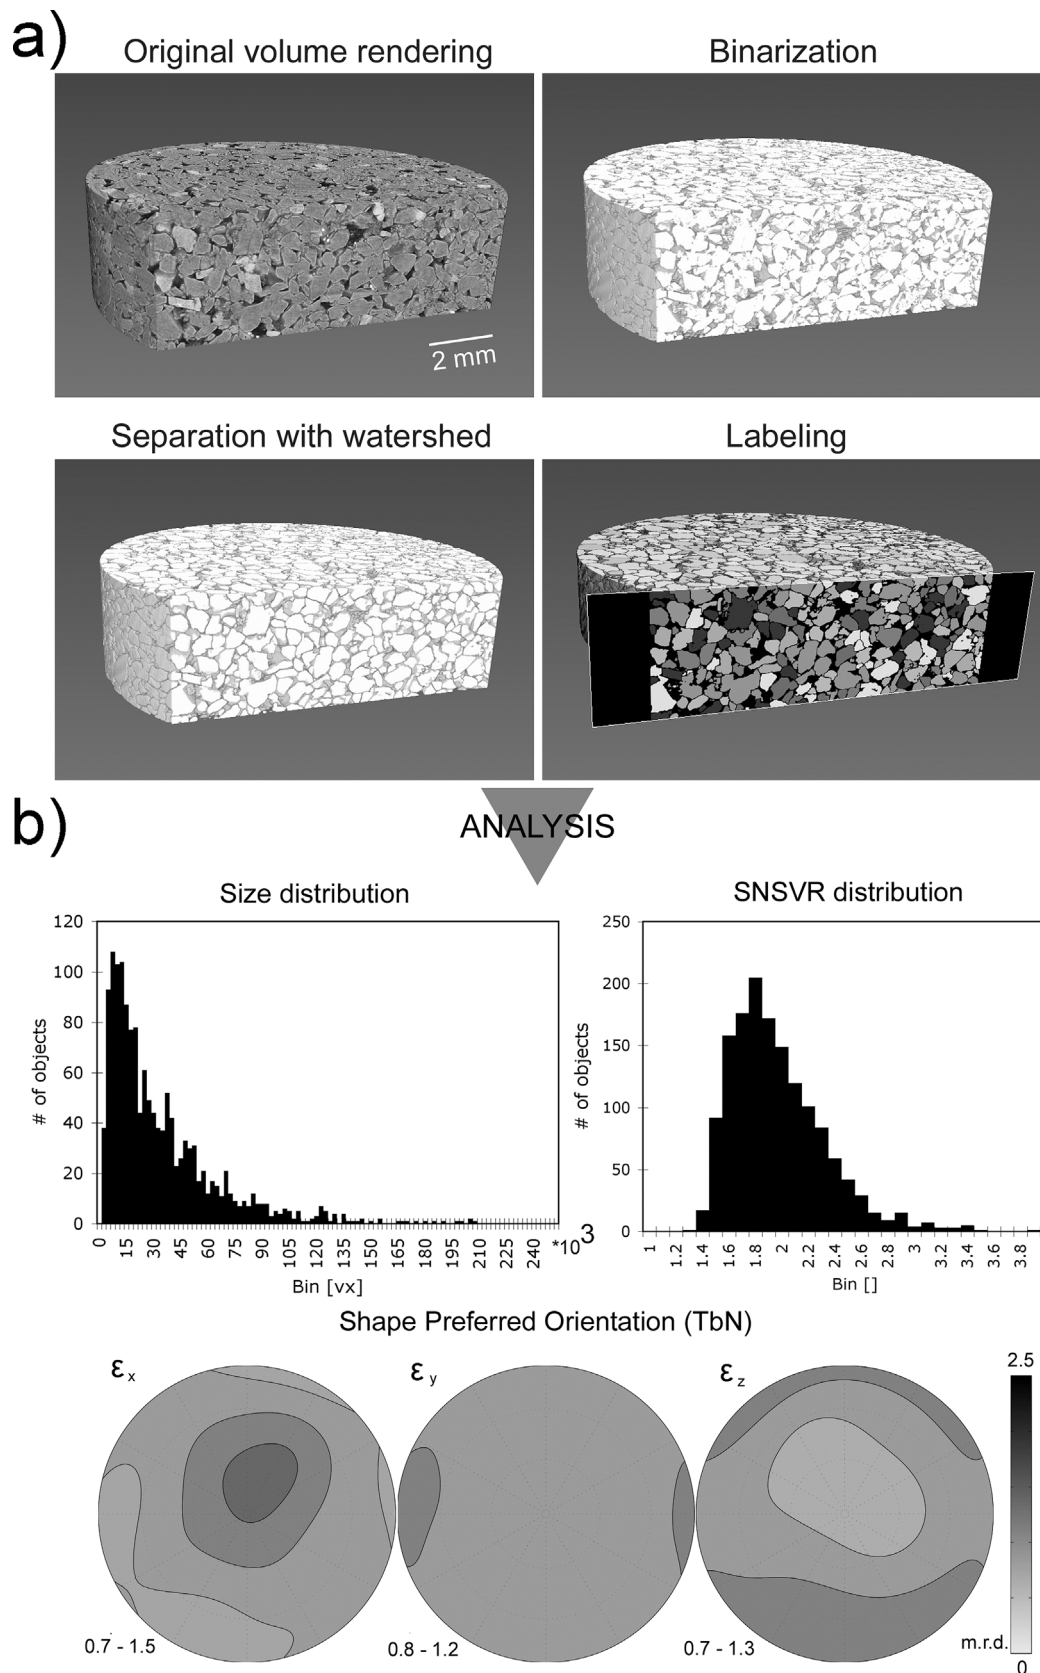 a)
Original volume rendering
Binarization
2 mm
Separation with watershed
Labeling
b)
ANALYSIS
Size distribution
SNSVR distribution
120
100
80
60
40
20
0
# of objects
0 15 30 45 60 75 90 105 120 135 150 165 180 195 210 225 240
*10³
Bin [vx]
250
200
150
100
50
0
# of objects
1 1.2 1.4 1.6 1.8 2 2.2 2.4 2.6 2.8 3 3.2 3.4 3.6 3.8
Bin []
Shape Preferred Orientation (TbN)
εx
εy
εz
2.5
0.7 - 1.5
0.8 - 1.2
0.7 - 1.3
m.r.d.
0